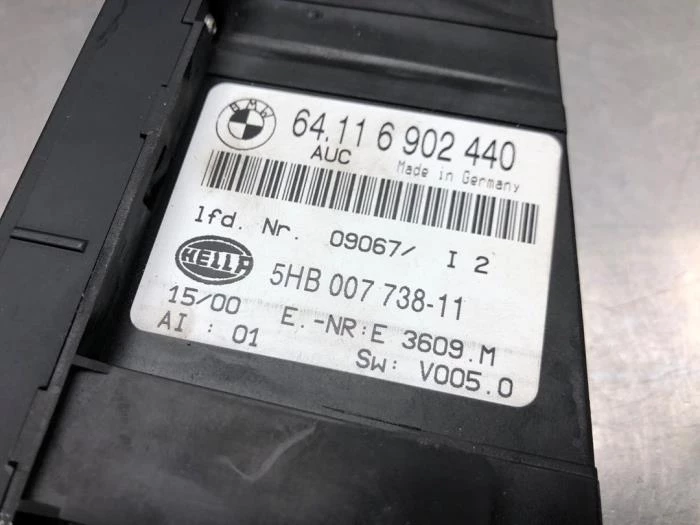 BMW
64.11 6 902 440
AUC Made in Germany
lfd. Nr. 09067/ I 2
HELLA 5HB 007 738-11
15/00 E.-NR:E 3609.M
AI : 01 SW: V005.0